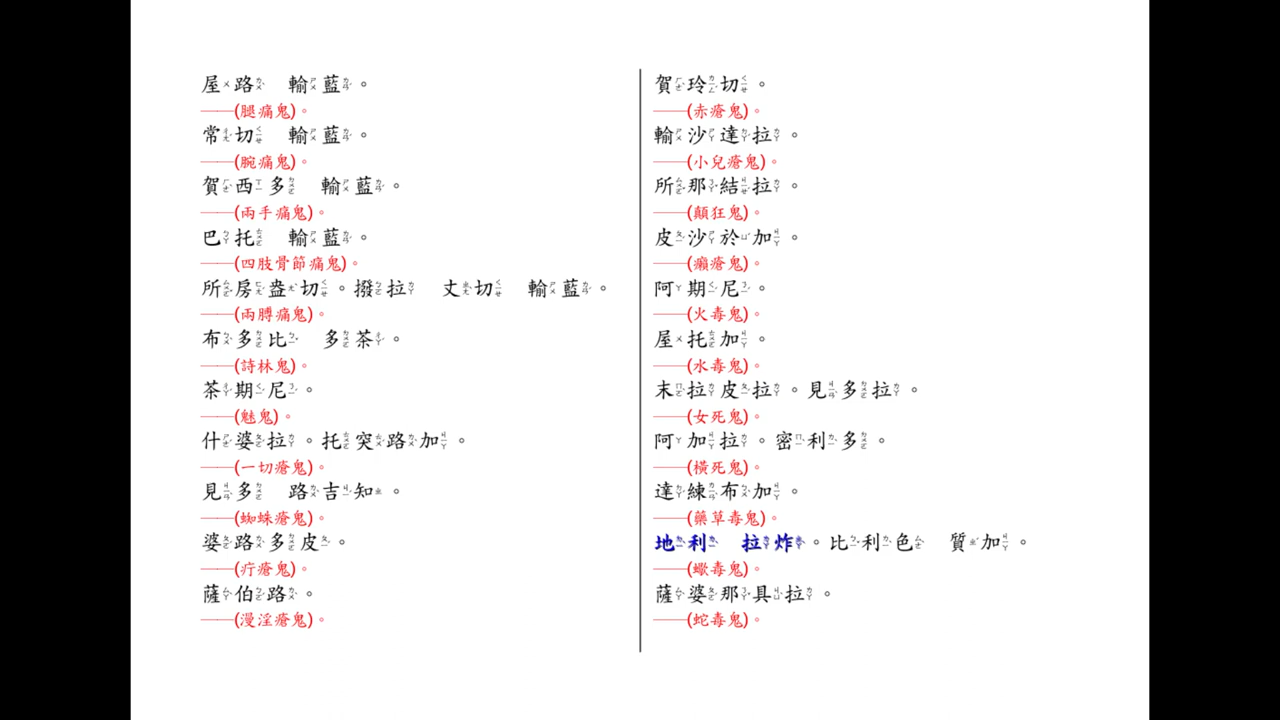 屋路　輸藍。
——(腿痛鬼)。
常切　輸藍。
——(腕痛鬼)。
賀西多　輸藍。
——(兩手痛鬼)。
巴托　輸藍。
——(四肢骨節痛鬼)。
所房盎切。撥拉　丈切　輸藍。
——(兩膊痛鬼)。
布多比　多茶。
——(詩林鬼)。
茶期尼。
——(魅鬼)。
什婆拉。托突路加。
——(一切瘡鬼)。
見多　路吉知。
——(蜘蛛瘡鬼)。
婆路多皮。
——(疔瘡鬼)。
薩伯路。
——(漫淫瘡鬼)。
賀玲切。
——(赤瘡鬼)。
輸沙達拉。
——(小兒瘡鬼)。
所那結拉。
——(顛狂鬼)。
皮沙於加。
——(癩瘡鬼)。
阿期尼。
——(火毒鬼)。
屋托加。
——(水毒鬼)。
末拉皮拉。見多拉。
——(女死鬼)。
阿加拉。密利多。
——(橫死鬼)。
達練布加。
——(藥草毒鬼)。
地利　拉炸。比利色　質加。
——(蠍毒鬼)。
薩婆那具拉。
——(蛇毒鬼)。